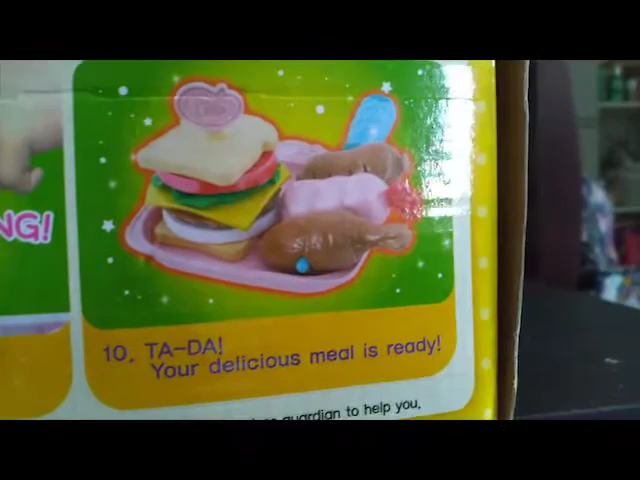 NG!
10. TA-DA!
Your delicious meal is ready!
guardian to help you.